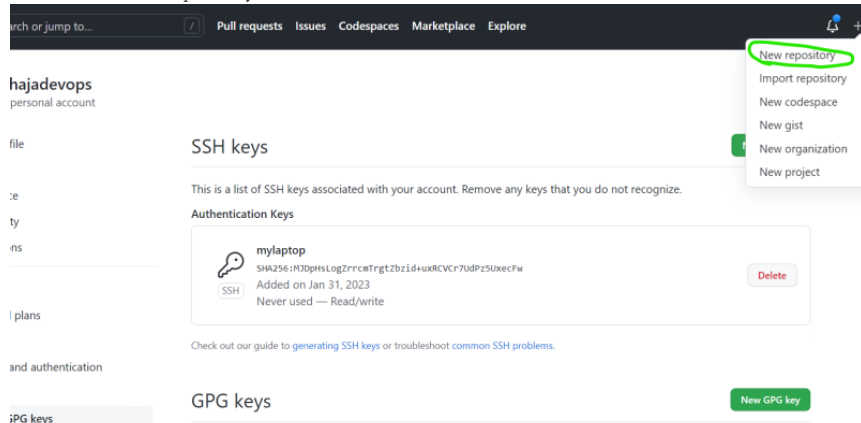 arch or jump to... / Pull requests Issues Codespaces Marketplace Explore
New repository
Import repository
New codespace
New gist
New organization
New project
hajadevops
personal account
file
ce
ty
ons
l plans
and authentication
GPG keys
SSH keys
This is a list of SSH keys associated with your account. Remove any keys that you do not recognize.
Authentication Keys
mylaptop
SHA256:MJDpHsLogZrrcmTrgtZbzid+uxRCVCr7UdPz5UxecFw
SSH
Added on Jan 31, 2023
Never used — Read/write
Delete
Check out our guide to generating SSH keys or troubleshoot common SSH problems.
GPG keys
New GPG key